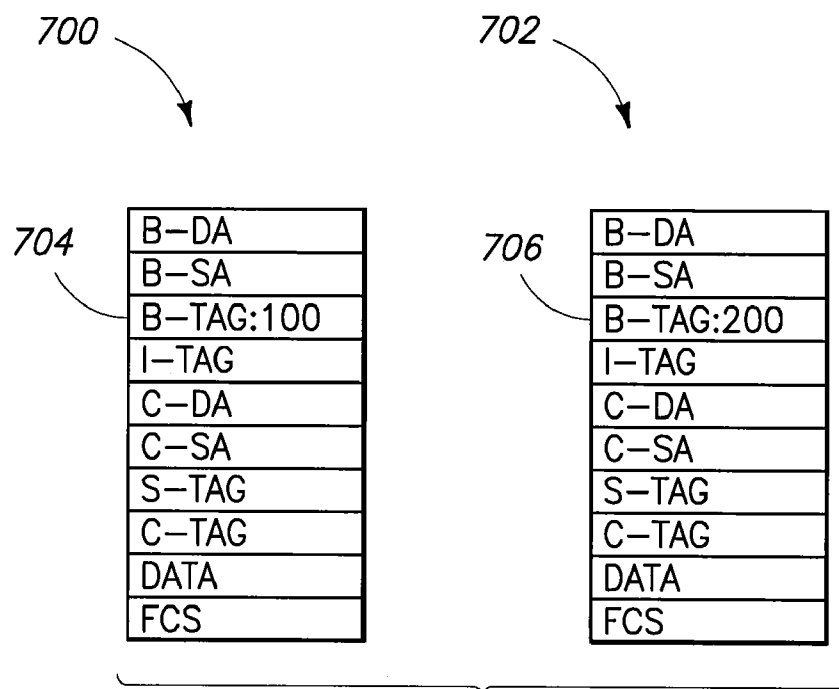 700
702
704
B-DA
B-SA
B-TAG:100
I-TAG
C-DA
C-SA
S-TAG
C-TAG
DATA
FCS
706
B-DA
B-SA
B-TAG:200
I-TAG
C-DA
C-SA
S-TAG
C-TAG
DATA
FCS